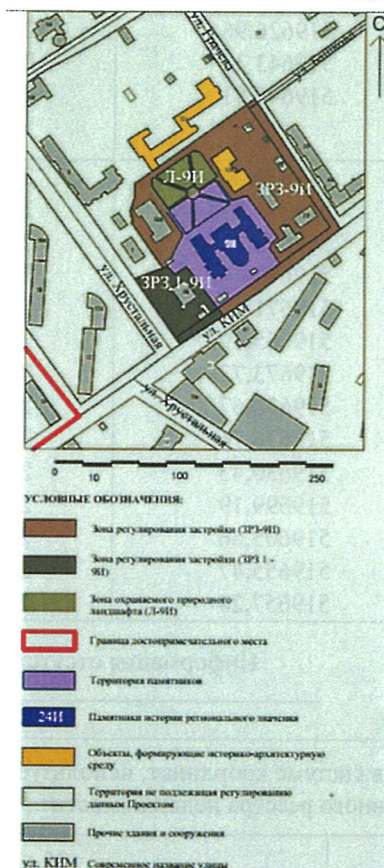 С
ул. Гачева
Л-9И
ЗРЗ-9И
9И
ЗРЗ 1-9И
ул. Хрустальная
ул. КИМ
ул. Хрустальная
0 10 100 250
УСЛОВНЫЕ ОБОЗНАЧЕНИЯ:
Зона регулирования застройки (ЗРЗ-9И)
Зона регулирования застройки (ЗРЗ 1 -
9И)
Зона охраняемого природного
ландшафта (Л-9И)
Граница достопримечательного места
Территория памятников
24И Памятники истории регионального значения
Объекты, формирующие историко-архитектурную
среду
Территория не подлежащая регулированию
данным Проектом
Прочие здания и сооружения
ул. КИМ Современное название улицы